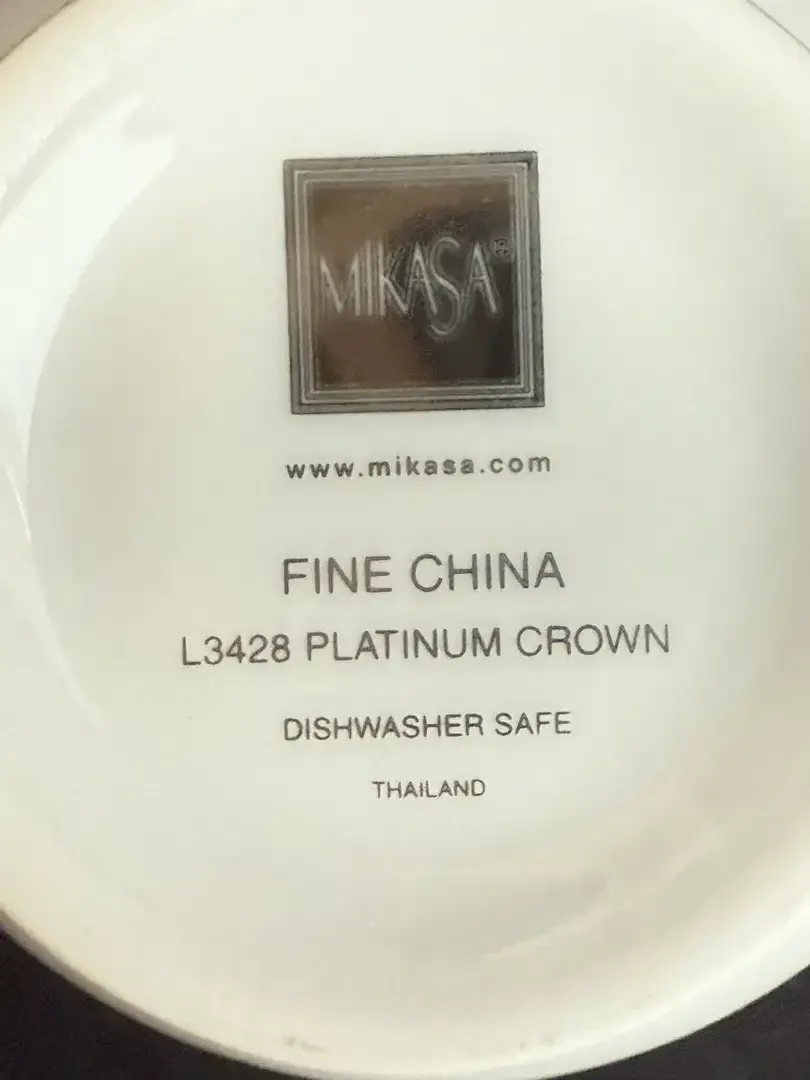 MIKASA®
www.mikasa.com
FINE CHINA
L3428 PLATINUM CROWN
DISHWASHER SAFE
THAILAND